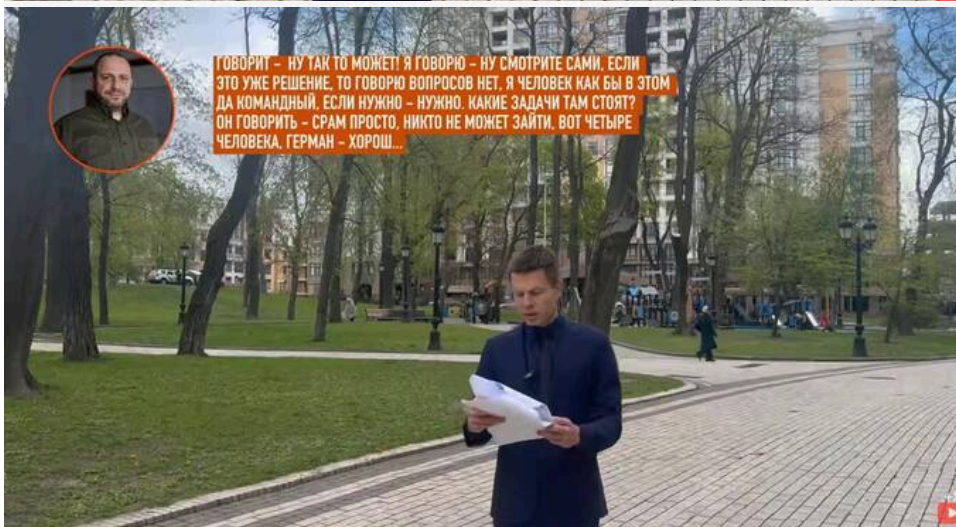 ГОВОРИТ – НУ ТАК ТО МОЖЕТ! Я ГОВОРЮ – НУ СМОТРИТЕ САМИ, ЕСЛИ
ЭТО УЖЕ РЕШЕНИЕ, ТО ГОВОРЮ ВОПРОСОВ НЕТ, Я ЧЕЛОВЕК КАК БЫ В ЭТОМ
ДА КОМАНДНЫЙ, ЕСЛИ НУЖНО – НУЖНО. КАКИЕ ЗАДАЧИ ТАМ СТОЯТ?
ОН ГОВОРИТЬ – СРАМ ПРОСТО, НИКТО НЕ МОЖЕТ ЗАЙТИ, ВОТ ЧЕТЫРЕ
ЧЕЛОВЕКА, ГЕРМАН – ХОРОШ...